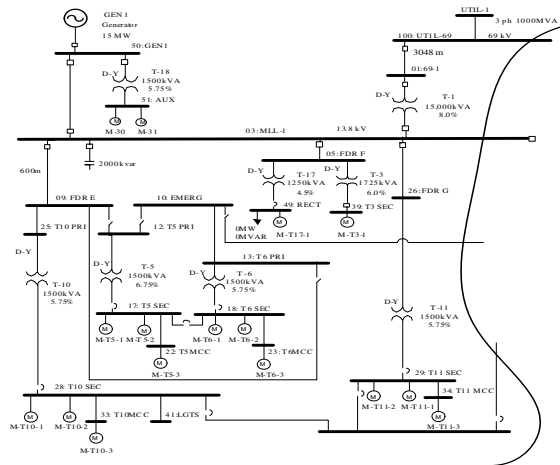 UTIL-1
3 ph 1000MVA
100: UTIL-69 69 kV
GEN1
Generator
15 MW
50:GEN1
3048 m
01:69-1
D-Y
T-18
1500kVA
5.75%
51: AUX
M-30 M-31
D-Y
T-1
15,000kVA
8.0%
03:MLL-1 13.8 kV
600m
2000kvar
05:FDR F
D-Y
T-17
1250kVA
4.5%
49: RECT
D-Y
T-3
1725kVA
6.0%
39: T3 SEC
M-T17-1
M-T3-1
26:FDR G
09: FDR E
10: EMERG
25: T10 PRI
12: T5 PRI
0MW
0MVAR
13: T6 PRI
D-Y
T-10
1500kVA
5.75%
D-Y
T-5
1500kVA
6.75%
D-Y
T-6
1500kVA
5.75%
D-Y
T-11
1500kVA
5.75%
17: T5 SEC
18: T6 SEC
M-T5-1 M-T5-2
M-T6-1 M-T6-2
22: T5MCC
23: T6MCC
M-T5-3
M-T6-3
28: T10 SEC
29: T11 SEC
M-T10-1 M-T10-2
33: T10MCC
41:LGTS
M-T10-3
34: T11 MCC
M-T11-2 M-T11-1
M-T11-3